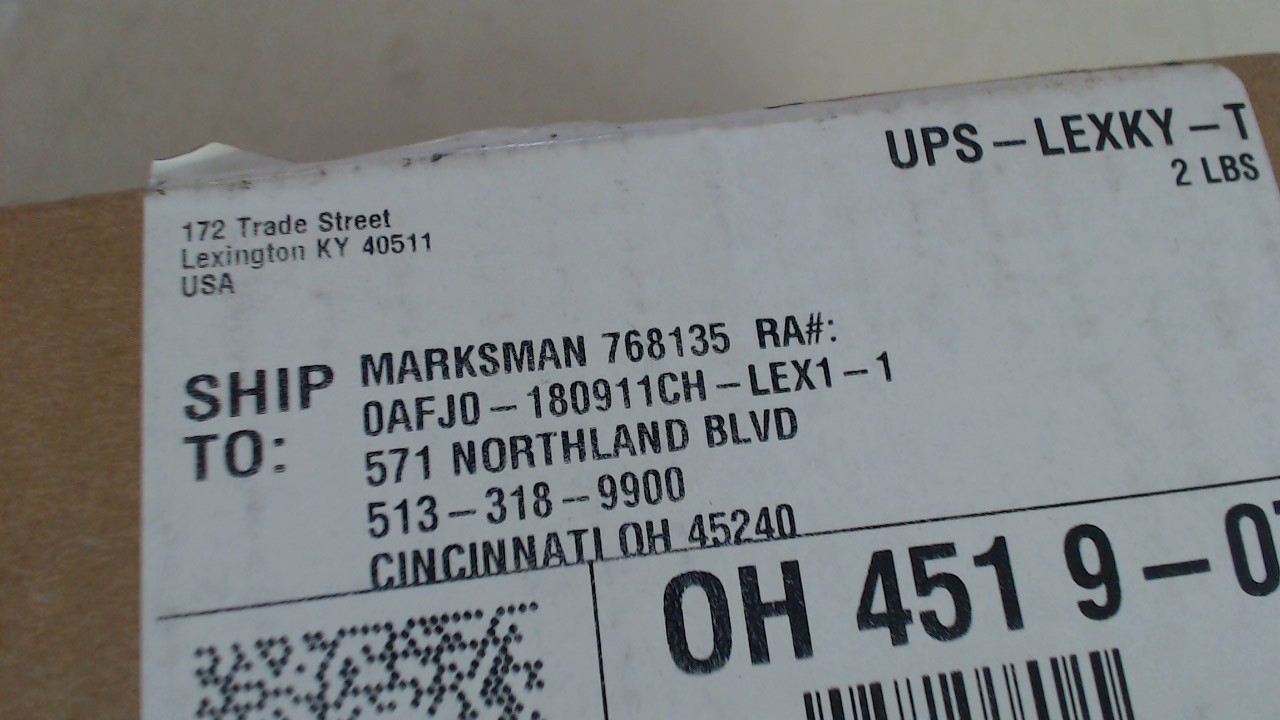 UPS-LEXKY-T
2 LBS
172 Trade Street
Lexington KY 40511
USA
SHIP TO:
MARKSMAN 768135 RA#:
0AFJ0-180911CH-LEX1-1
571 NORTHLAND BLVD
513-318-9900
CINCINNATI OH 45240
OH 451 9-0